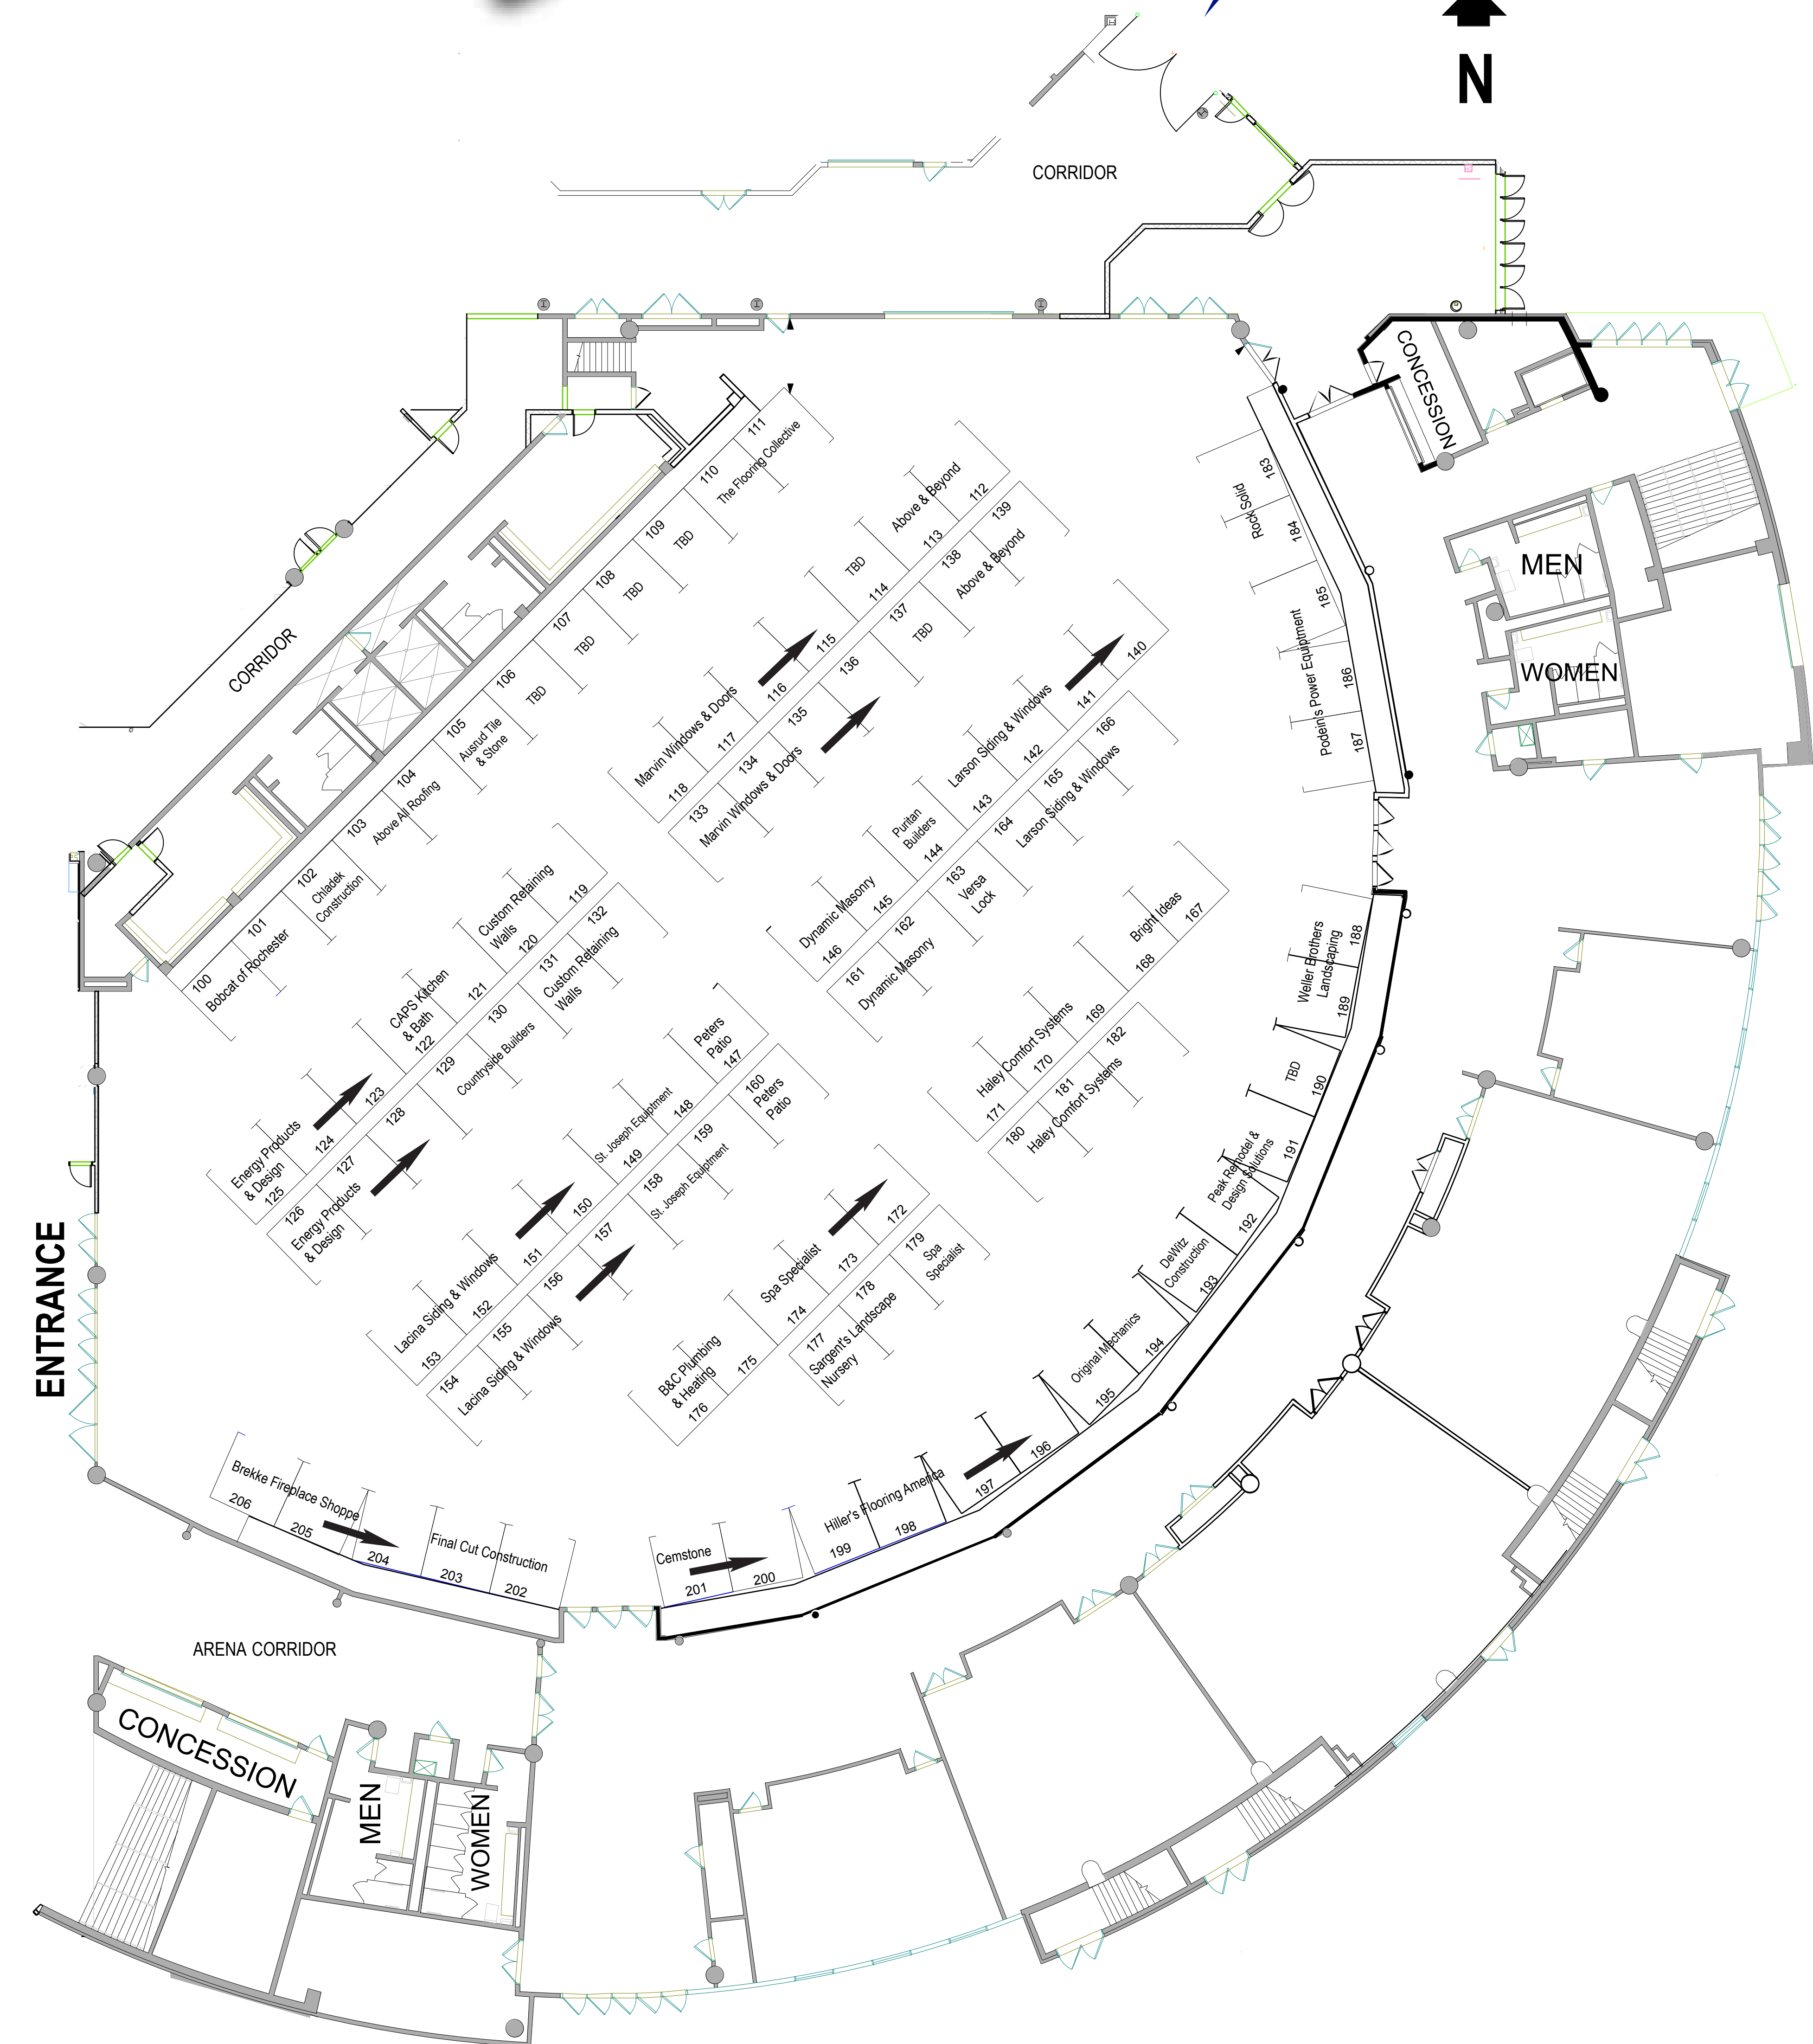 N
CORRIDOR
CONCESSION
MEN
WOMEN
CORRIDOR
ENTRANCE
111
110
The Flooring Collective
109
TBD
108
TBD
107
TBD
106
TBD
105
Ausrud Tile
& Stone
104
Above All Roofing
103
102
Chladek
Construction
101
100
Bobcat of Rochester
Above & Beyond
112
113
TBD
114
115
116
Marvin Windows & Doors
117
118
139
138
Above & Beyond
137
TBD
136
135
134
Marvin Windows & Doors
133
Custom Retaining
Walls
119
120
CAPS Kitchen
& Bath
121
122
123
Energy Products
& Design
124
125
132
131
Custom Retaining
Walls
130
129
Countryside Builders
128
127
126
Energy Products
& Design
140
141
Larson Siding & Windows
142
143
Puritan
Builders
144
Dynamic Masonry
145
146
166
165
Larson Siding & Windows
164
163
Versa
Lock
162
161
Dynamic Masonry
Peters
Patio
147
148
St. Joseph Equiptment
149
150
151
Lacina Siding & Windows
152
153
160
Peters
Patio
159
158
St. Joseph Equiptment
157
156
155
154
Lacina Siding & Windows
Bright Ideas
167
168
Haley Comfort Systems
169
170
171
182
181
180
Haley Comfort Systems
172
173
Spa Specialist
174
B&C Plumbing
& Heating
175
176
179
Spa
Specialist
178
177
Sargent's Landscape
Nursery
183
Rock Solid
184
185
Podein's Power Equiptment
186
187
188
Weller Brothers
Landscaping
189
TBD
190
191
Peak Remodel &
Design Solutions
192
DeWitz
Construction
193
Original Mechanics
194
195
196
197
Hiller's Flooring America
198
199
Cemstone
200
201
Brekke Fireplace Shoppe
206
205
204
Final Cut Construction
203
202
ARENA CORRIDOR
CONCESSION
MEN
WOMEN